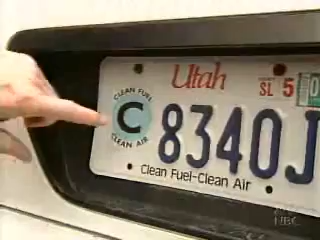 Utah
SL 5
CLEAN FUEL
C
CLEAN AIR
8340J
Clean Fuel-Clean Air
NBC